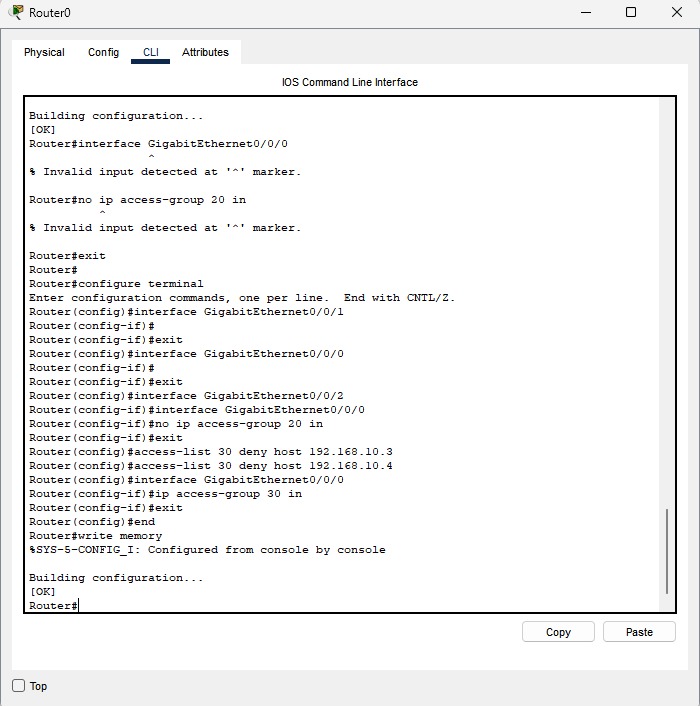 Router0
Physical Config CLI Attributes
IOS Command Line Interface
Building configuration...
[OK]
Router#interface GigabitEthernet0/0/0
^
% Invalid input detected at '^' marker.
Router#no ip access-group 20 in
^
% Invalid input detected at '^' marker.
Router#exit
Router#
Router#configure terminal
Enter configuration commands, one per line.  End with CNTL/Z.
Router(config)#interface GigabitEthernet0/0/1
Router(config-if)#
Router(config-if)#exit
Router(config)#interface GigabitEthernet0/0/0
Router(config-if)#
Router(config-if)#exit
Router(config)#interface GigabitEthernet0/0/2
Router(config-if)#interface GigabitEthernet0/0/0
Router(config-if)#no ip access-group 20 in
Router(config-if)#exit
Router(config)#access-list 30 deny host 192.168.10.3
Router(config)#access-list 30 deny host 192.168.10.4
Router(config)#interface GigabitEthernet0/0/0
Router(config-if)#ip access-group 30 in
Router(config-if)#exit
Router(config)#end
Router#write memory
%SYS-5-CONFIG_I: Configured from console by console
Building configuration...
[OK]
Router#
Copy Paste
Top